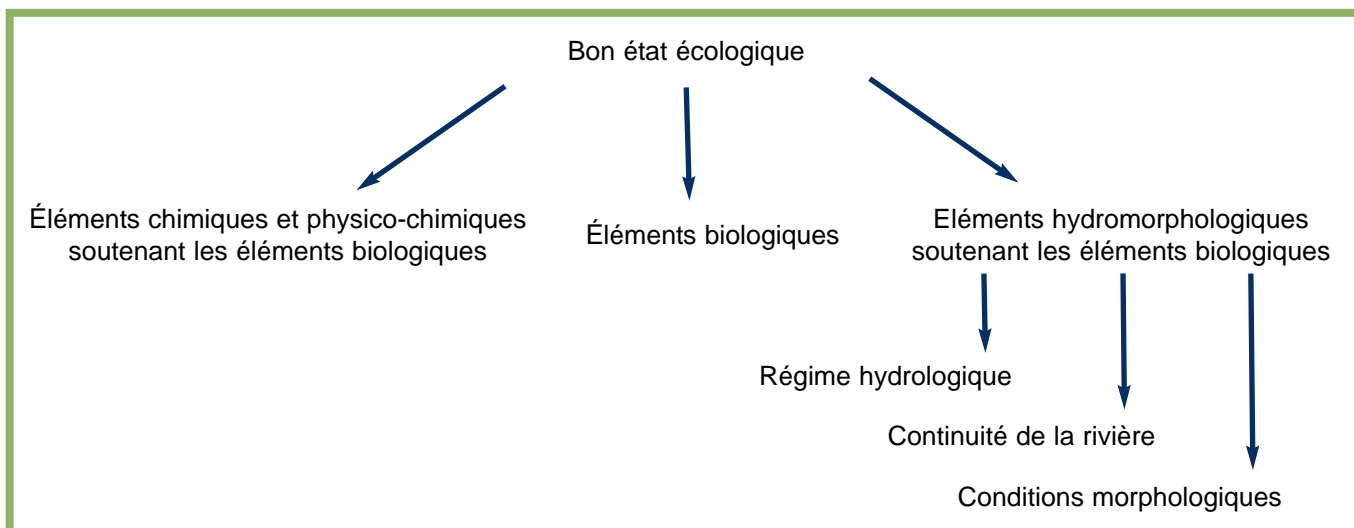 Bon état écologique
Éléments chimiques et physico-chimiques
soutenant les éléments biologiques
Éléments biologiques
Eléments hydromorphologiques
soutenant les éléments biologiques
Régime hydrologique
Continuité de la rivière
Conditions morphologiques